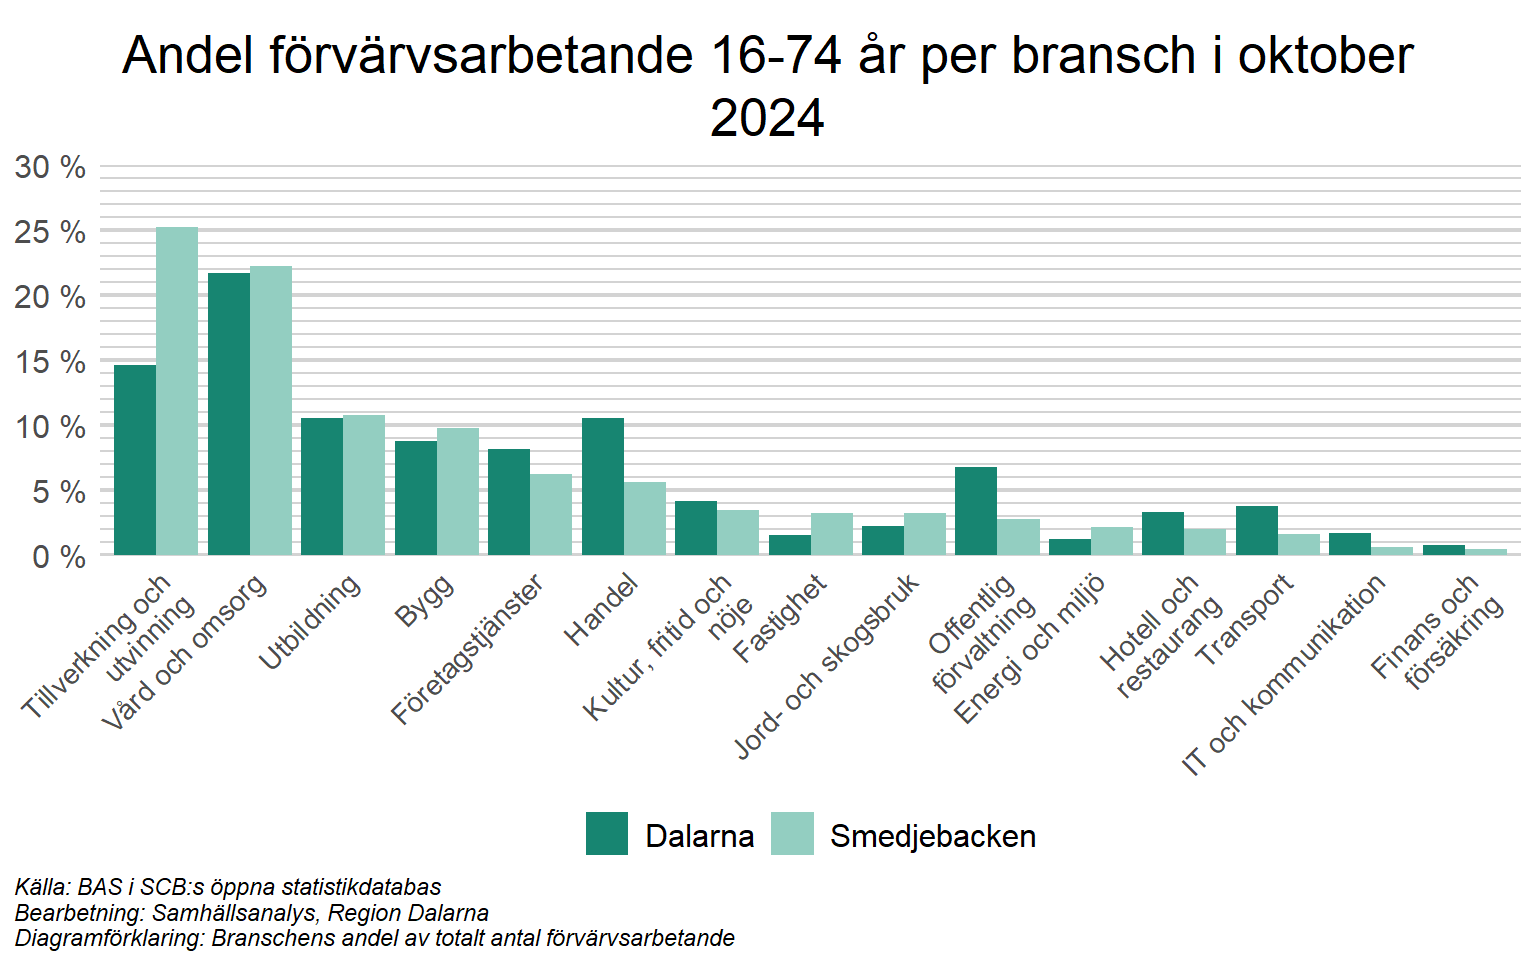 Andel förvärvsarbetande 16-74 år per bransch i oktober
2024
30 %
25 %
20 %
15 %
10 %
5 %
0 %
Tillverkning och
utvinning
Vård och omsorg
Utbildning
Bygg
Företagstjänster
Handel
Kultur, fritid och
nöje
Fastighet
Jord- och skogsbruk
Offentlig
förvaltning
Energi och miljö
Hotell och
restaurang
Transport
IT och kommunikation
Finans och
försäkring
Dalarna
Smedjebacken
Källa: BAS i SCB:s öppna statistikdatabas
Bearbetning: Samhällsanalys, Region Dalarna
Diagramförklaring: Branschens andel av totalt antal förvärvsarbetande